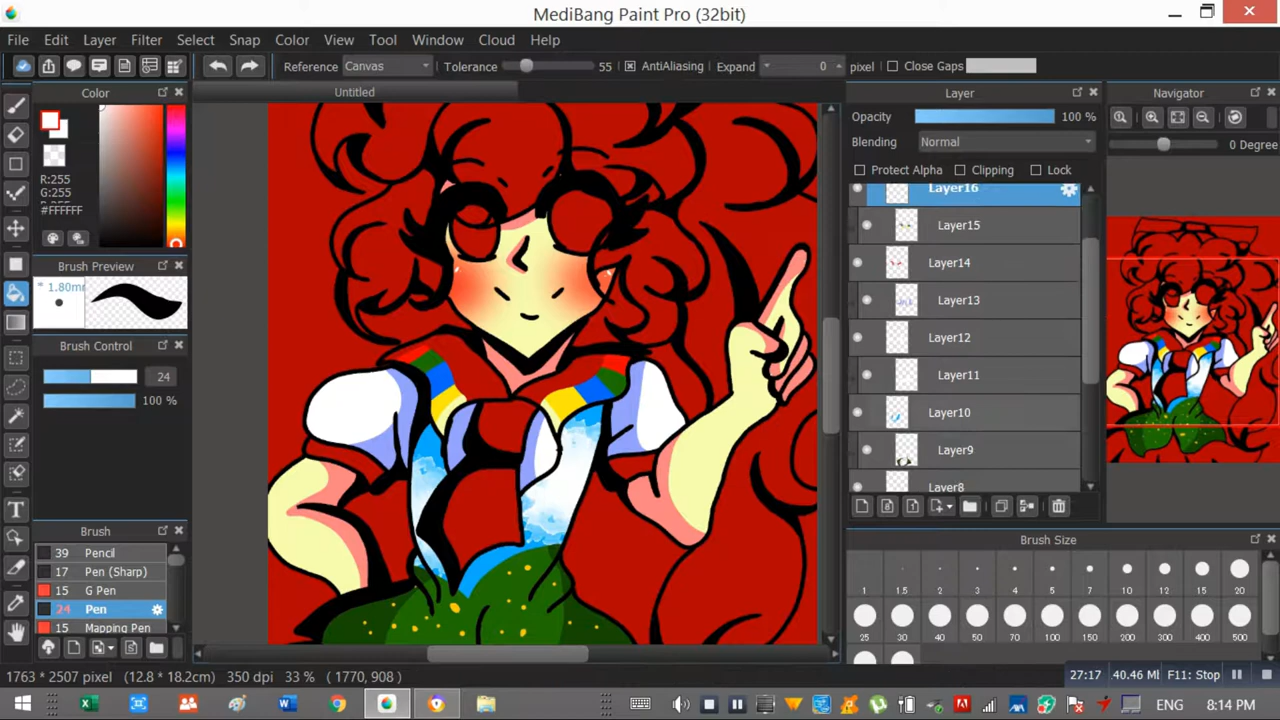 MediBang Paint Pro (32bit)
File Edit Layer Filter Select Snap Color View Tool Window Cloud Help
Reference Canvas Tolerance 55 AntiAliasing Expand 0 pixel Close Gaps
Color
Untitled
Layer
Navigator
Opacity 100 %
Blending Normal
0 Degree
Protect Alpha Clipping Lock
R:255
G:255
B:255
#FFFFFF
Layer16
Layer15
Layer14
Layer13
Layer12
Layer11
Layer10
Layer9
Layer8
Brush Preview
* 1.80mm
Brush Control
24
100 %
Brush
39 Pencil
17 Pen (Sharp)
15 G Pen
24 Pen
15 Mapping Pen
T
Brush Size
1 1.5 2 3 4 5 7 10 12 15 20
25 30 40 50 70 100 150 200 300 400 500
1763 * 2507 pixel (12.8 * 18.2cm) 350 dpi 33 % ( 1770, 908 )
27:17 40.46 M F11: Stop
ENG 8:14 PM